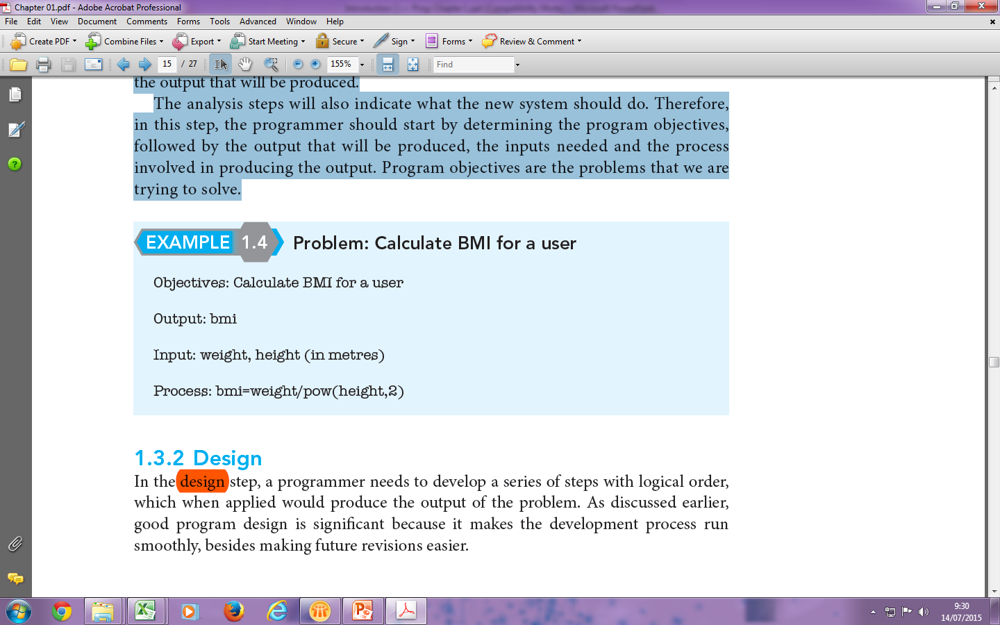 Chapter 01.pdf - Adobe Acrobat Professional
File Edit View Document Comments Forms Tools Advanced Window Help
Create PDF Combine Files Export Start Meeting Secure Sign Forms Review & Comment
15 / 27 155% Find
the output that will be produced.
The analysis steps will also indicate what the new system should do. Therefore,
in this step, the programmer should start by determining the program objectives,
followed by the output that will be produced, the inputs needed and the process
involved in producing the output. Program objectives are the problems that we are
trying to solve.
EXAMPLE 1.4 Problem: Calculate BMI for a user
Objectives: Calculate BMI for a user
Output: bmi
Input: weight, height (in metres)
Process: bmi=weight/pow(height,2)
1.3.2 Design
In the design step, a programmer needs to develop a series of steps with logical order,
which when applied would produce the output of the problem. As discussed earlier,
good program design is significant because it makes the development process run
smoothly, besides making future revisions easier.
9:30
14/07/2015